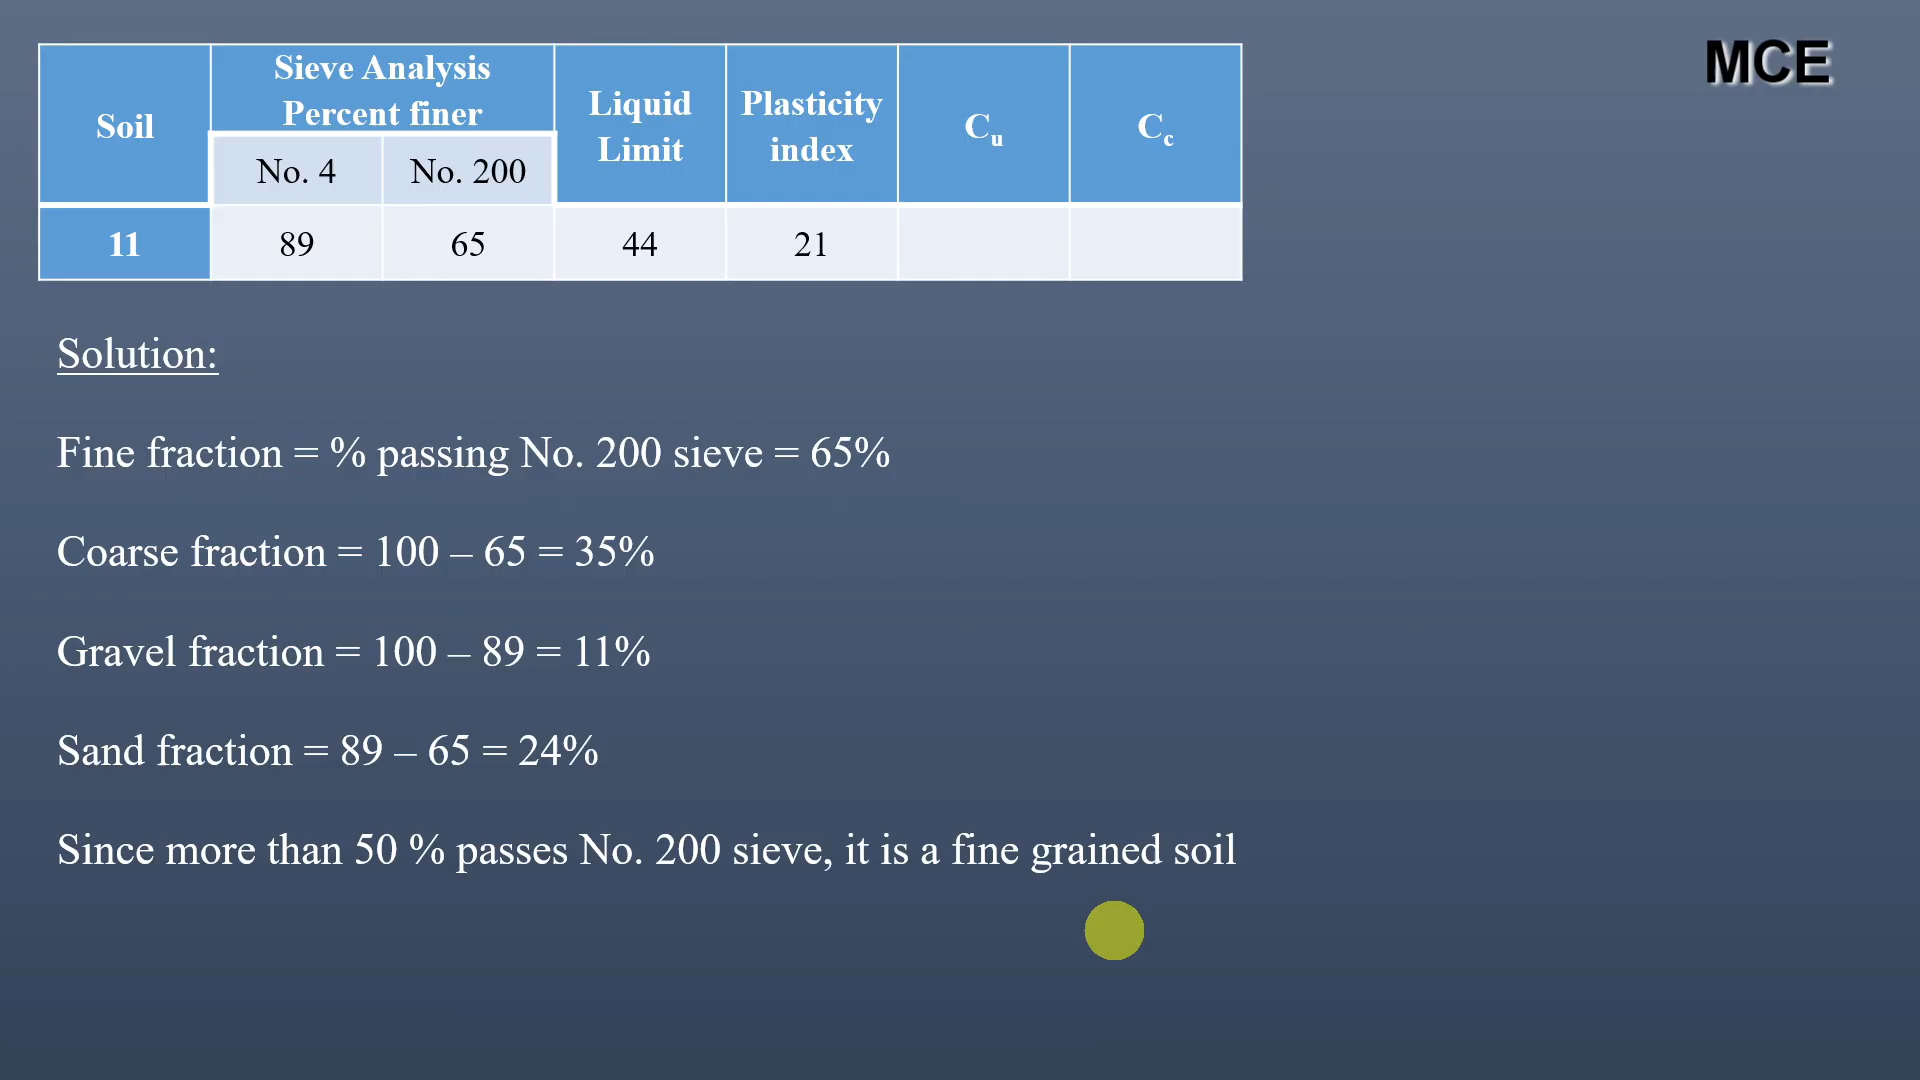 MCE
Soil
Sieve Analysis
Percent finer
Liquid
Limit
Plasticity
index
Cu
Cc
No. 4
No. 200
11
89
65
44
21
Solution:
Fine fraction = % passing No. 200 sieve = 65%
Coarse fraction = 100 – 65 = 35%
Gravel fraction = 100 – 89 = 11%
Sand fraction = 89 – 65 = 24%
Since more than 50 % passes No. 200 sieve, it is a fine grained soil